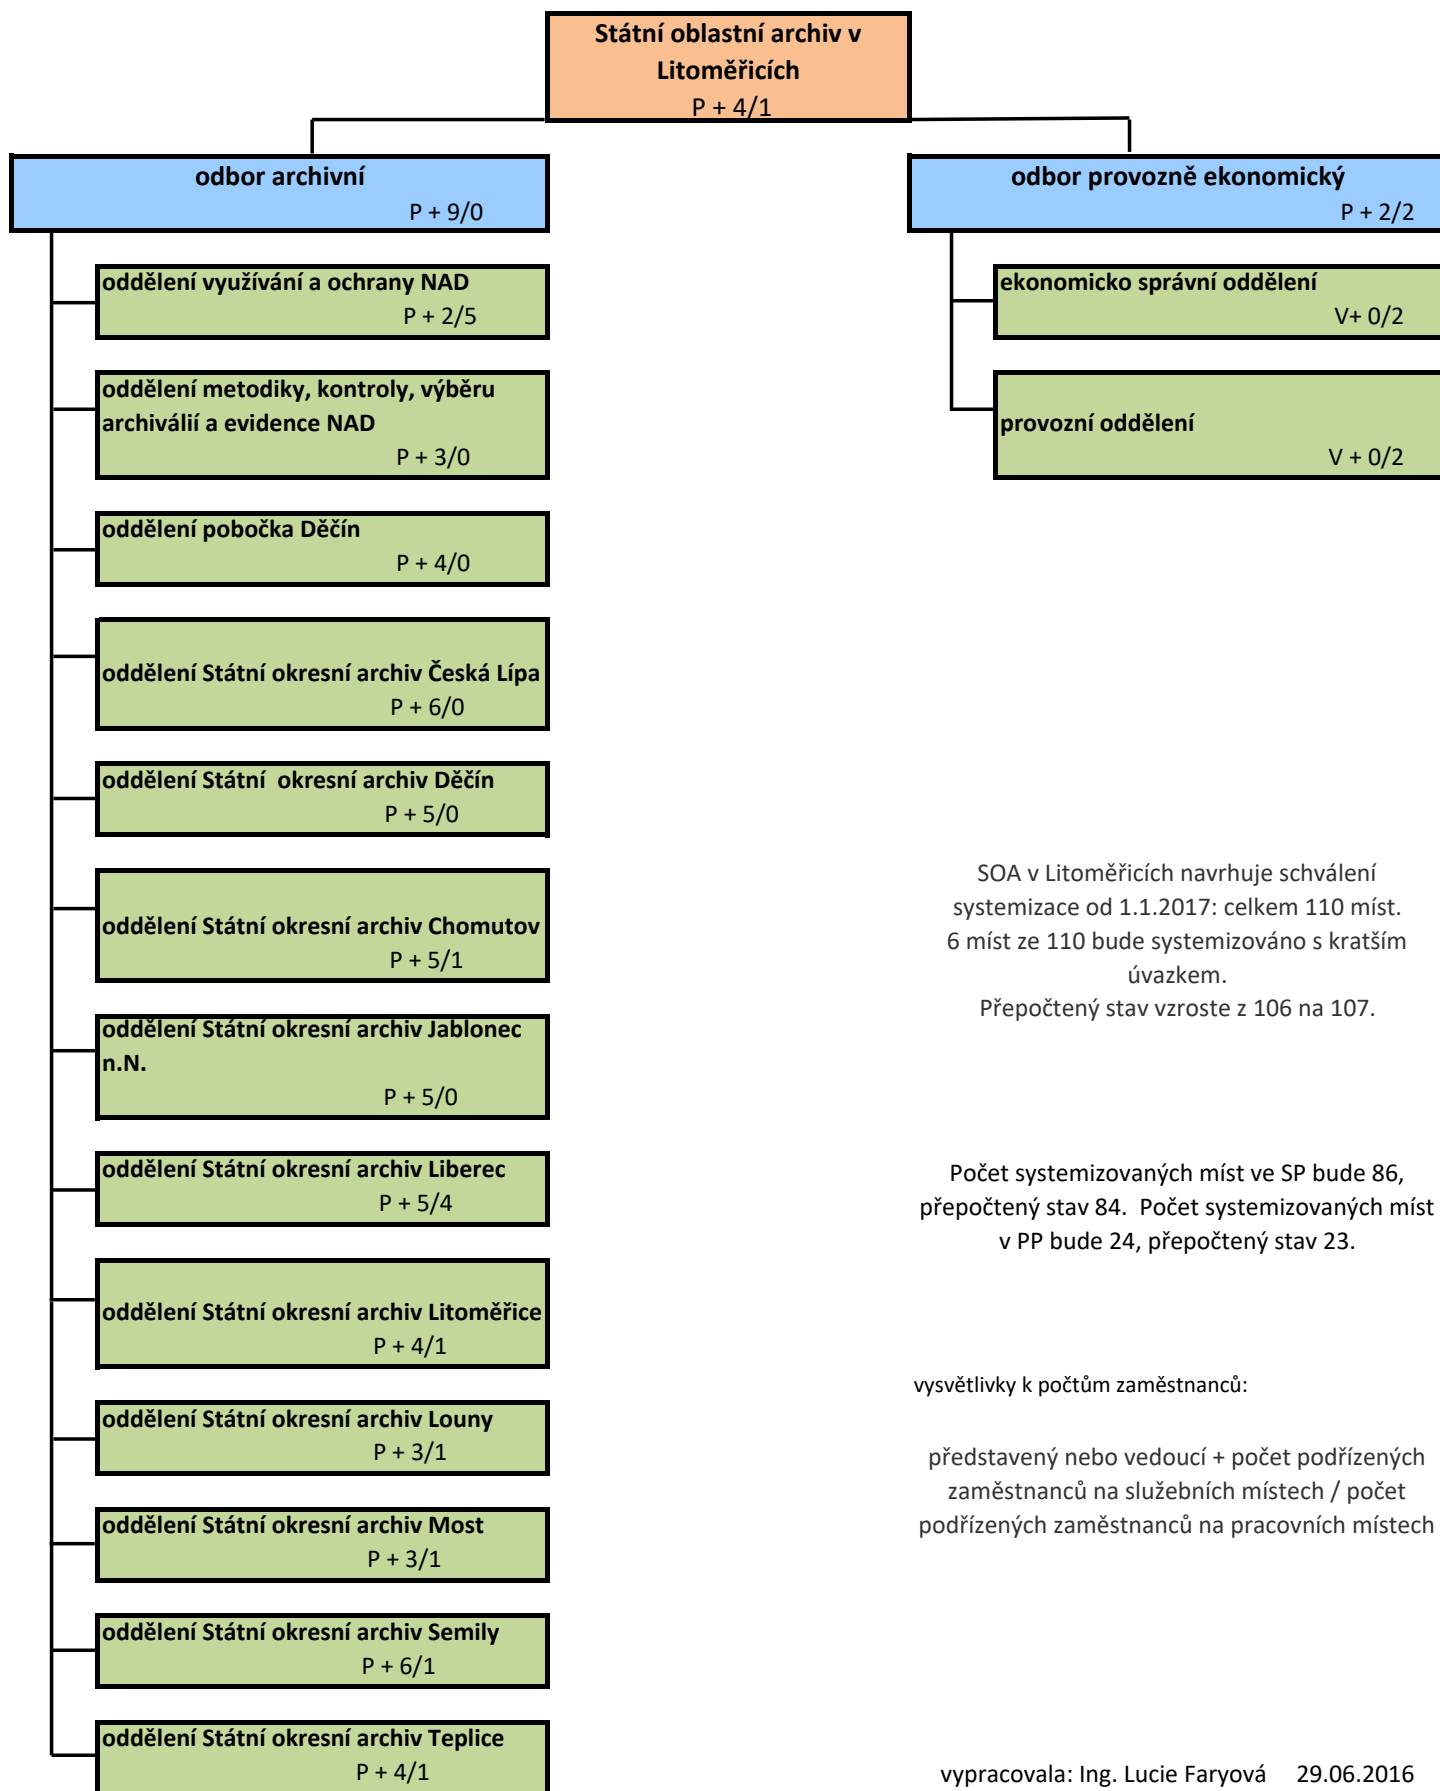 Státní oblastní archiv v
Litoměřicích
P + 4/1
odbor archivní
P + 9/0
odbor provozně ekonomický
P + 2/2
oddělení využívání a ochrany NAD
P + 2/5
ekonomicko správní oddělení
V+ 0/2
oddělení metodiky, kontroly, výběru
archiválií a evidence NAD
P + 3/0
provozní oddělení
V + 0/2
oddělení pobočka Děčín
P + 4/0
oddělení Státní okresní archiv Česká Lípa
P + 6/0
oddělení Státní  okresní archiv Děčín
P + 5/0
oddělení Státní okresní archiv Chomutov
P + 5/1
oddělení Státní okresní archiv Jablonec
n.N.
P + 5/0
oddělení Státní okresní archiv Liberec
P + 5/4
oddělení Státní okresní archiv Litoměřice
P + 4/1
oddělení Státní okresní archiv Louny
P + 3/1
oddělení Státní okresní archiv Most
P + 3/1
oddělení Státní okresní archiv Semily
P + 6/1
oddělení Státní okresní archiv Teplice
P + 4/1
SOA v Litoměřicích navrhuje schválení
systemizace od 1.1.2017: celkem 110 míst.
6 míst ze 110 bude systemizováno s kratším
úvazkem.
Přepočtený stav vzroste z 106 na 107.
Počet systemizovaných míst ve SP bude 86,
přepočtený stav 84.  Počet systemizovaných míst
v PP bude 24, přepočtený stav 23.
vysvětlivky k počtům zaměstnanců:
představený nebo vedoucí + počet podřízených
zaměstnanců na služebních místech / počet
podřízených zaměstnanců na pracovních místech
vypracovala: Ing. Lucie Faryová    29.06.2016